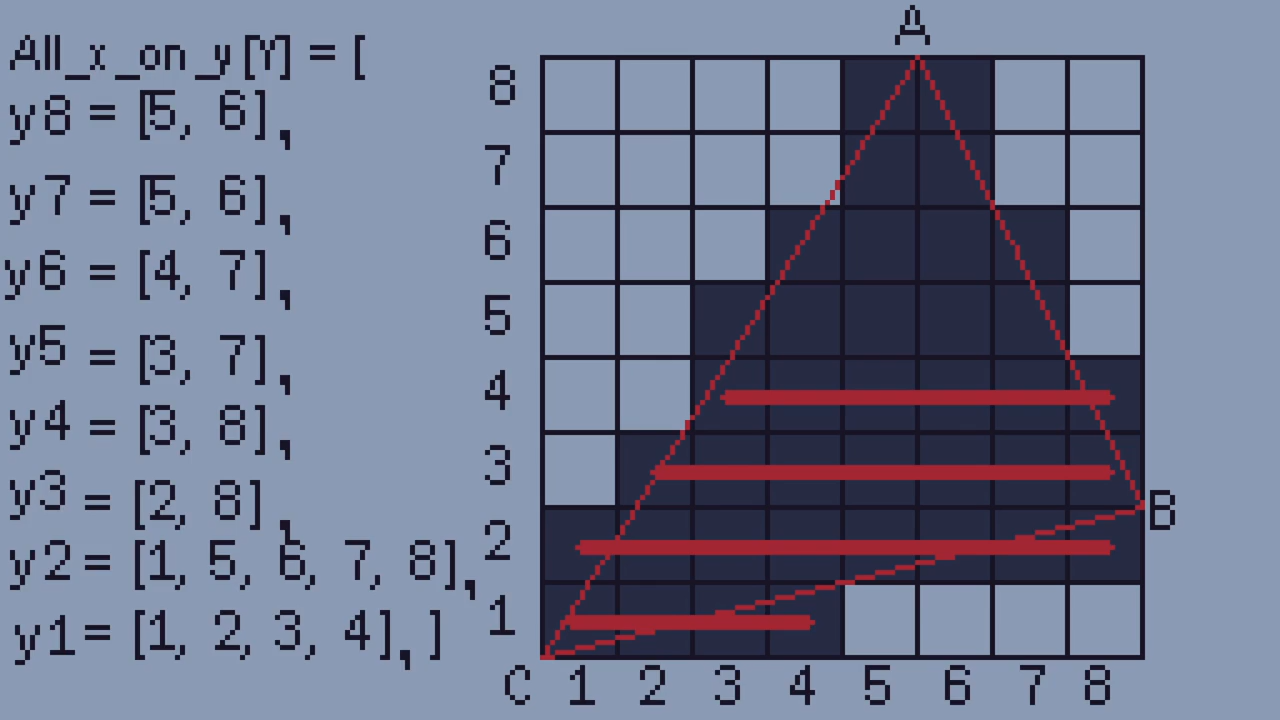 All_x_on_y[Y] = [
y8 = [5, 6],
y7 = [5, 6],
y6 = [4, 7],
y5 = [3, 7],
y4 = [3, 8],
y3 = [2, 8],
y2= [1, 5, 6, 7, 8],
y1= [1, 2, 3, 4], ]
A
8
7
6
5
4
3
B
2
1
C 1 2 3 4 5 6 7 8